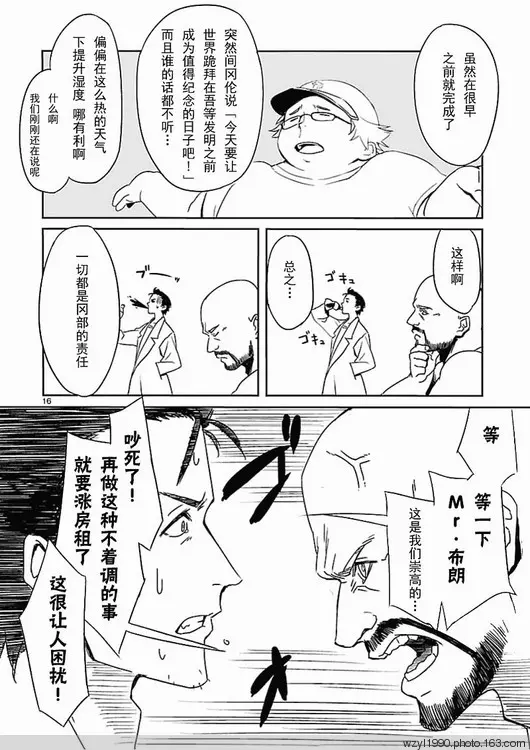 虽然在很早
之前就完成了
突然间冈伦说「今天要让
世界跪拜在吾等发明之前
成为值得纪念的日子吧！」
而且谁的话都不听…
偏偏在这么热的天气
下提升湿度 哪有利啊
什么啊
我们刚刚还在说呢
这样啊
总之…
ゴキュ
ゴキュ
ブーーッ
一切都是冈部的责任
16
等
等一下
Mr·布朗
这是我们崇高的…
吵死了！
再做这种不着调的事
就要涨房租了
这很让人困扰！
wzyl1990.photo.163.com